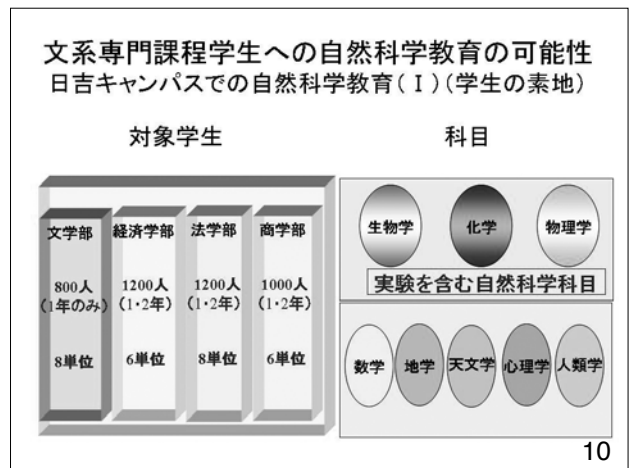 文系専門課程学生への自然科学教育の可能性
日吉キャンパスでの自然科学教育(Ⅰ)(学生の素地)
対象学生
科目
文学部
800人
(1年のみ)
8単位
経済学部
1200人
(1・2年)
6単位
法学部
1200人
(1・2年)
8単位
商学部
1000人
(1・2年)
6単位
生物学
化学
物理学
実験を含む自然科学科目
数学
地学
天文学
心理学
人類学
10